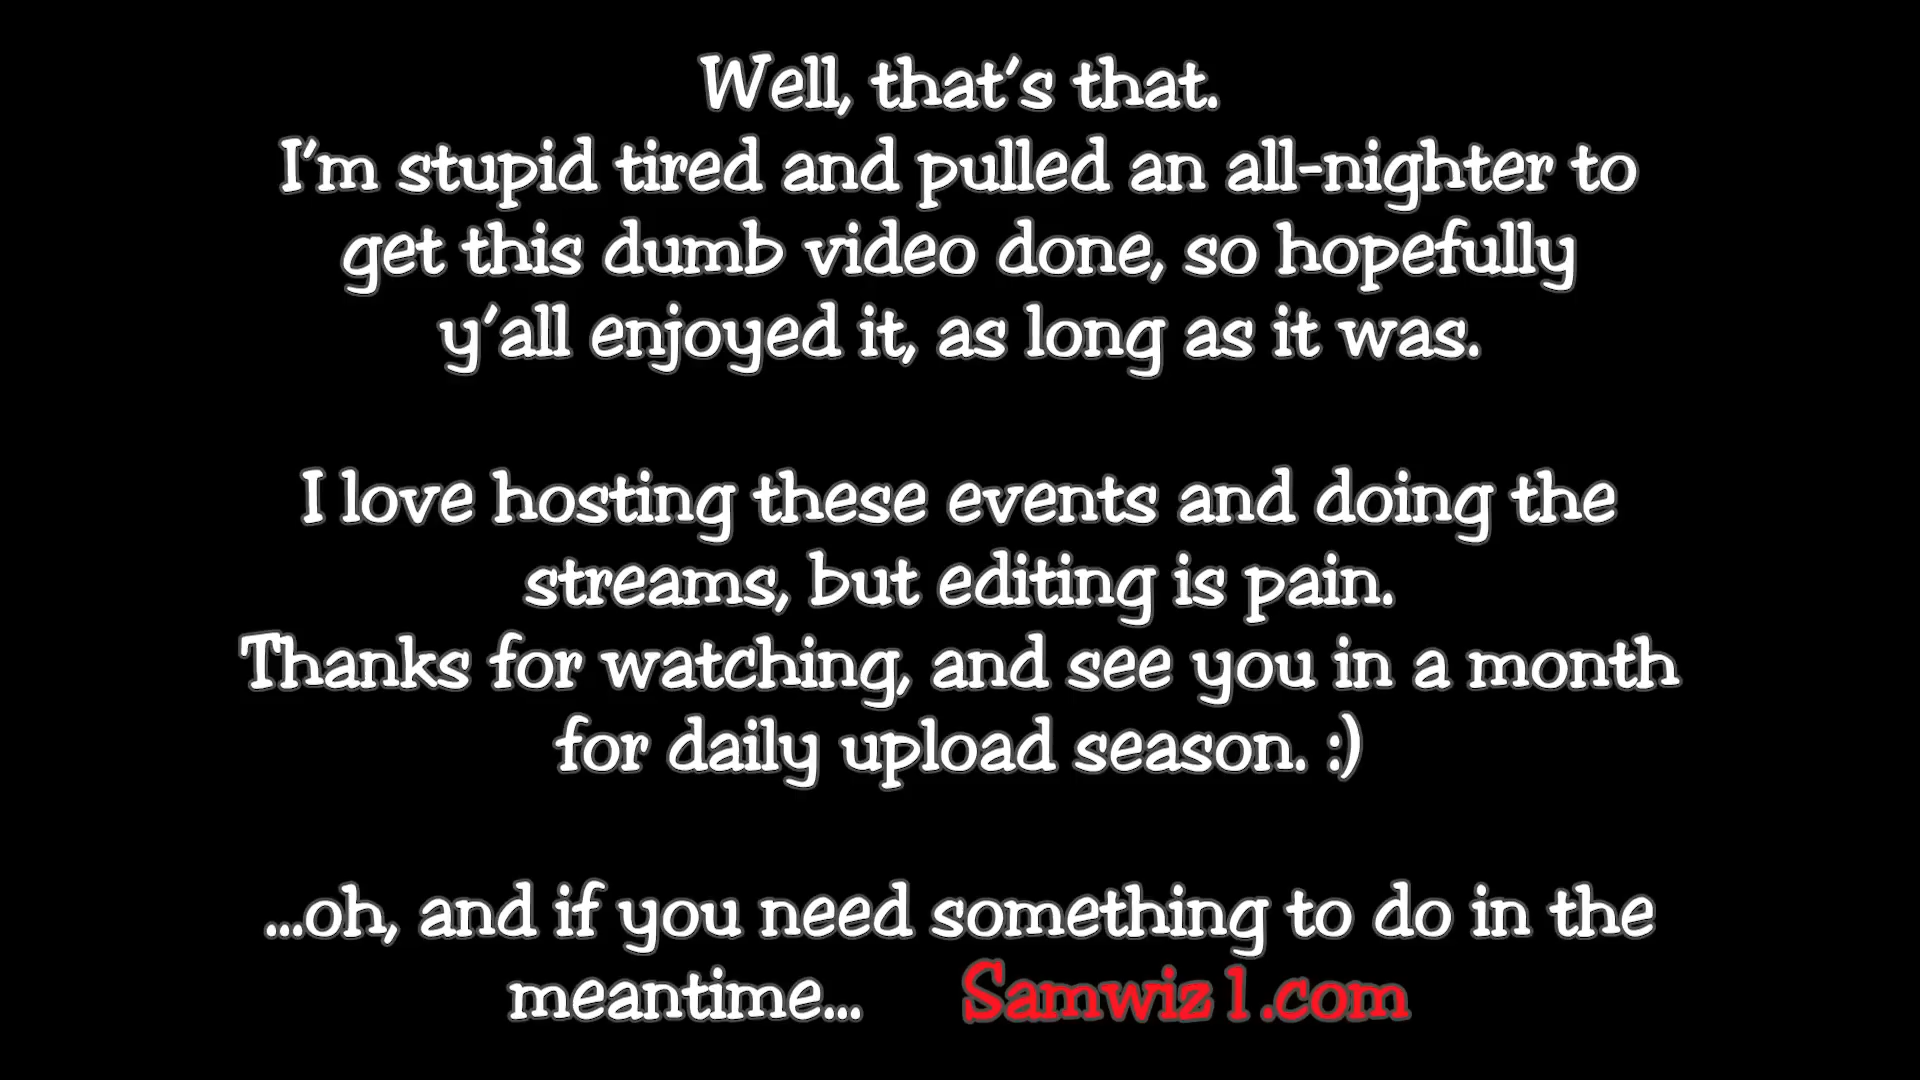 Well, that's that.
I'm stupid tired and pulled an all-nighter to
get this dumb video done, so hopefully
y'all enjoyed it, as long as it was.
I love hosting these events and doing the
streams, but editing is pain.
Thanks for watching, and see you in a month
for daily upload season. :)
...oh, and if you need something to do in the
meantime... Samwiz1.com